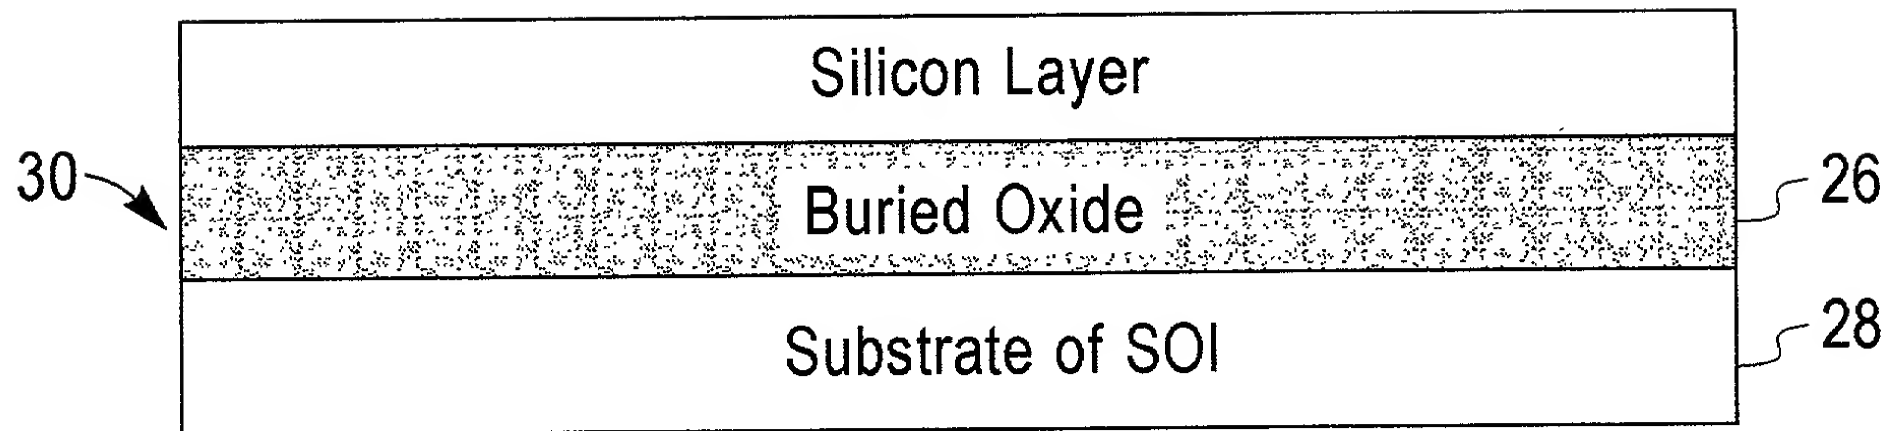 Silicon Layer
30
Buried Oxide
26
Substrate of SOI
28